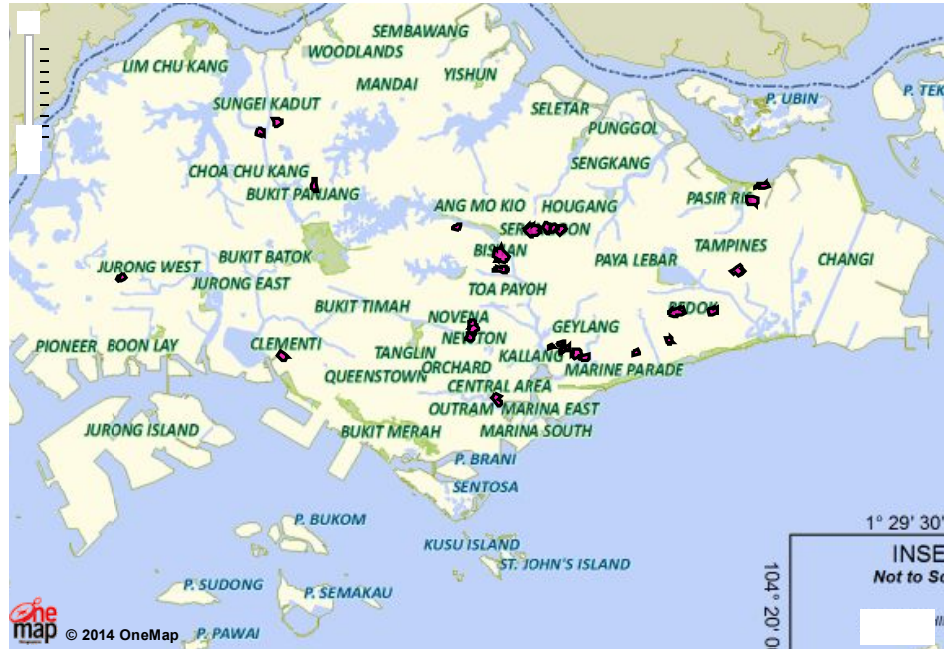 SEMBAWANG
WOODLANDS
LIM CHU KANG
YISHUN
MANDAI
P. UBIN
P. TEK
SUNGEI KADUT
SELETAR
PUNGGOL
SENGKANG
CHOA CHU KANG
BUKIT PANJANG
PASIR RIS
ANG MO KIO
HOUGANG
SERANGOON
BISHAN
TAMPINES
BUKIT BATOK
PAYA LEBAR
CHANGI
JURONG WEST
JURONG EAST
TOA PAYOH
BUKIT TIMAH
BEDOK
NOVENA
GEYLANG
NEWTON
PIONEER
BOON LAY
CLEMENTI
TANGLIN
KALLANG
ORCHARD
MARINE PARADE
QUEENSTOWN
CENTRAL AREA
OUTRAM
MARINA EAST
JURONG ISLAND
BUKIT MERAH
MARINA SOUTH
P. BRANI
SENTOSA
P. BUKOM
1° 29' 30'
KUSU ISLAND
INSE
ST. JOHN'S ISLAND
Not to Sc
104° 20' 0
P. SUDONG
P. SEMAKAU
one
map
© 2014 OneMap
P. PAWAI